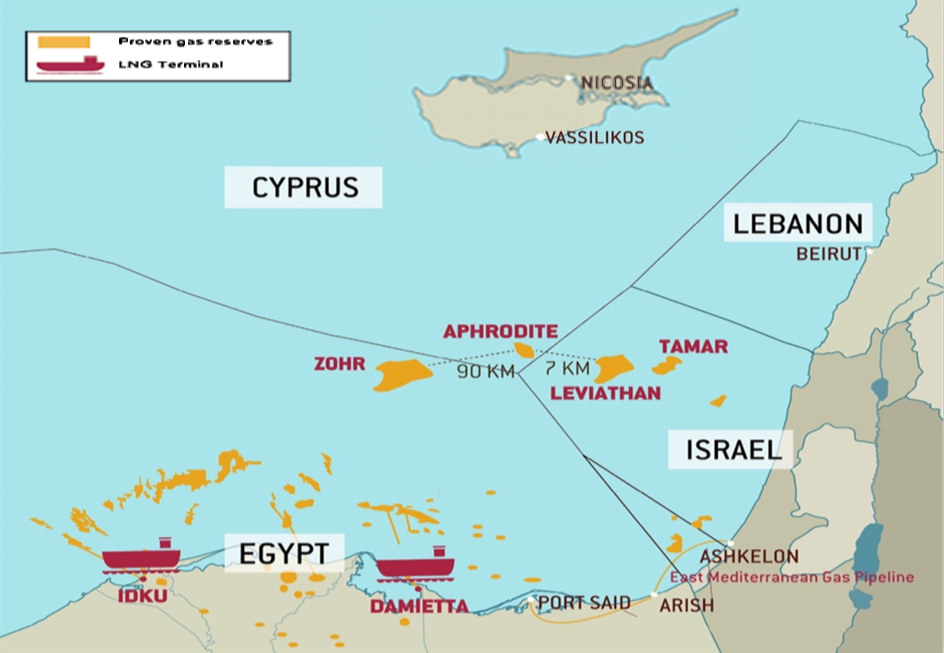 Proven gas reserves
LNG Terminal
NICOSIA
VASSILIKOS
CYPRUS
LEBANON
BEIRUT
APHRODITE
ZOHR
TAMAR
90 KM
7 KM
LEVIATHAN
ISRAEL
EGYPT
ASHKELON
East Mediterranean Gas Pipeline
IDKU
DAMIETTA
PORT SAID
ARISH